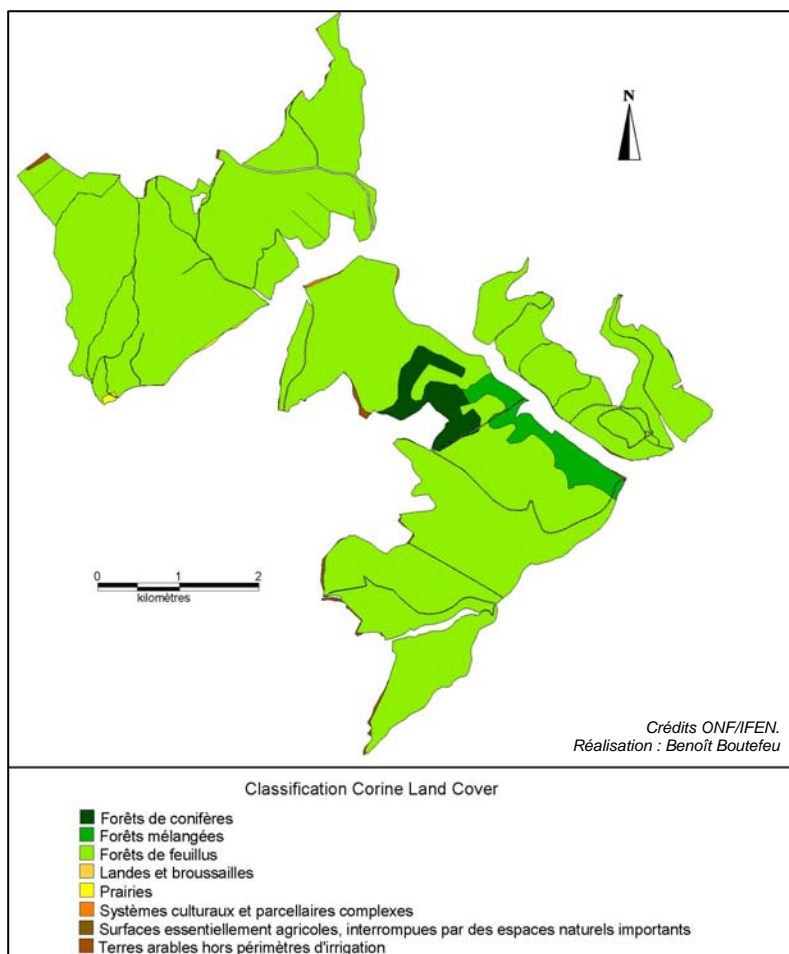 N
0 1 2
kilomètres
Crédits ONF/IFEN.
Réalisation : Benoît Boutefeu
Classification Corine Land Cover
Forêts de conifères
Forêts mélangées
Forêts de feuillus
Landes et broussailles
Prairies
Systèmes culturaux et parcellaires complexes
Surfaces essentiellement agricoles, interrompues par des espaces naturels importants
Terres arables hors périmètres d'irrigation